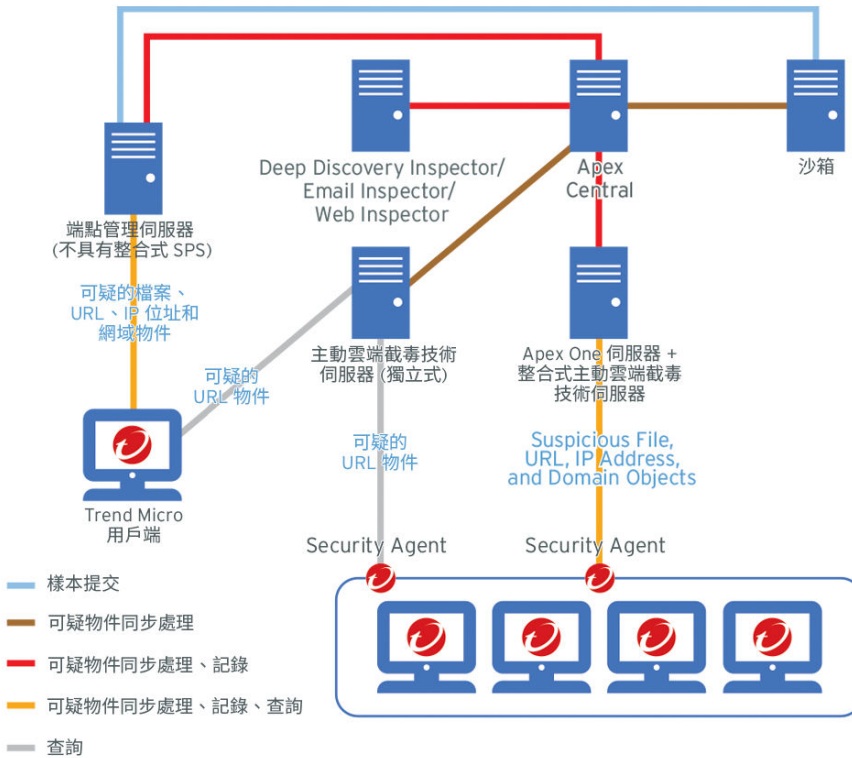 Deep Discovery Inspector/
Email Inspector/
Web Inspector
Apex
Central
沙箱
端點管理伺服器
(不具有整合式 SPS)
可疑的檔案、
URL、IP 位址和
網域物件
主動雲端截毒技術
伺服器 (獨立式)
Apex One 伺服器 +
整合式主動雲端截毒
技術伺服器
可疑的
URL 物件
可疑的
URL 物件
Suspicious File,
URL, IP Address,
and Domain Objects
Trend Micro
用戶端
Security Agent
Security Agent
樣本提交
可疑物件同步處理
可疑物件同步處理、記錄
可疑物件同步處理、記錄、查詢
查詢